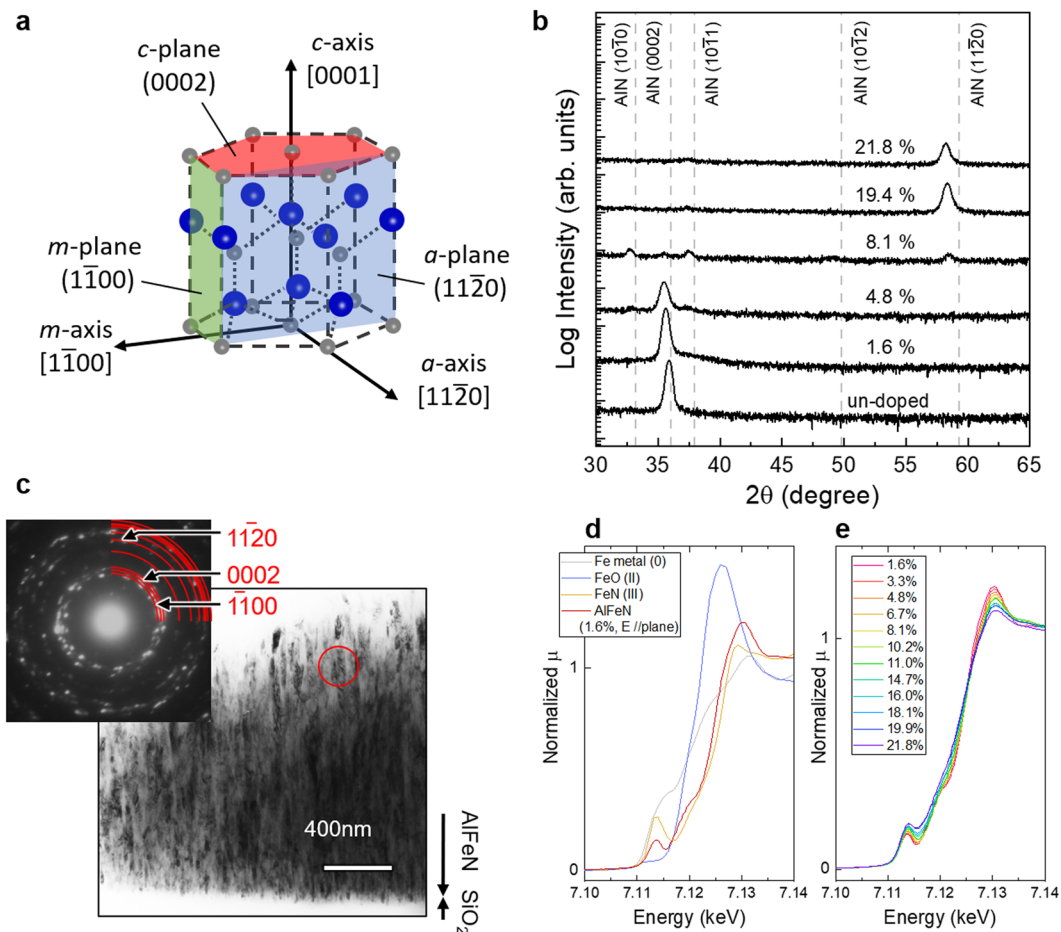 a
c-plane
(0002)
c-axis
[0001]
m-plane
(11̅00)
a-plane
(112̅0)
m-axis
[11̅00]
a-axis
[112̅0]
b
Log Intensity (arb. units)
AlN (101̅0)
AlN (0002)
AlN (101̅1)
AlN (101̅2)
AlN (112̅0)
21.8 %
19.4 %
8.1 %
4.8 %
1.6 %
un-doped
30 35 40 45 50 55 60 65
2θ (degree)
c
112̅0
0002
1̅100
400nm
AlFeN
SiO2
d
Fe metal (0)
FeO (II)
FeN (III)
AlFeN
(1.6%, E //plane)
Normalized μ
1
0
7.10 7.11 7.12 7.13 7.14
Energy (keV)
e
1.6%
3.3%
4.8%
6.7%
8.1%
10.2%
11.0%
14.7%
16.0%
18.1%
19.9%
21.8%
Normalized μ
1
0
7.10 7.11 7.12 7.13 7.14
Energy (keV)